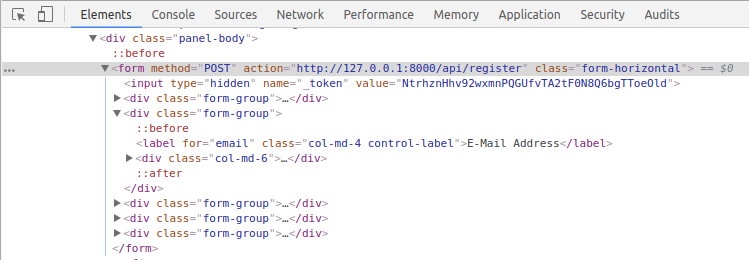 Elements Console Sources Network Performance Memory Application Security Audits
▼<div class="panel-body">
::before
… ▼<form method="POST" action="http://127.0.0.1:8000/api/register" class="form-horizontal"> == $0
<input type="hidden" name="_token" value="NtrhznHhv92wxmnPQGUfvTA2tF0N8Q6bgTToeOld">
▶<div class="form-group">…</div>
▼<div class="form-group">
::before
<label for="email" class="col-md-4 control-label">E-Mail Address</label>
▶<div class="col-md-6">…</div>
::after
</div>
▶<div class="form-group">…</div>
▶<div class="form-group">…</div>
▶<div class="form-group">…</div>
</form>